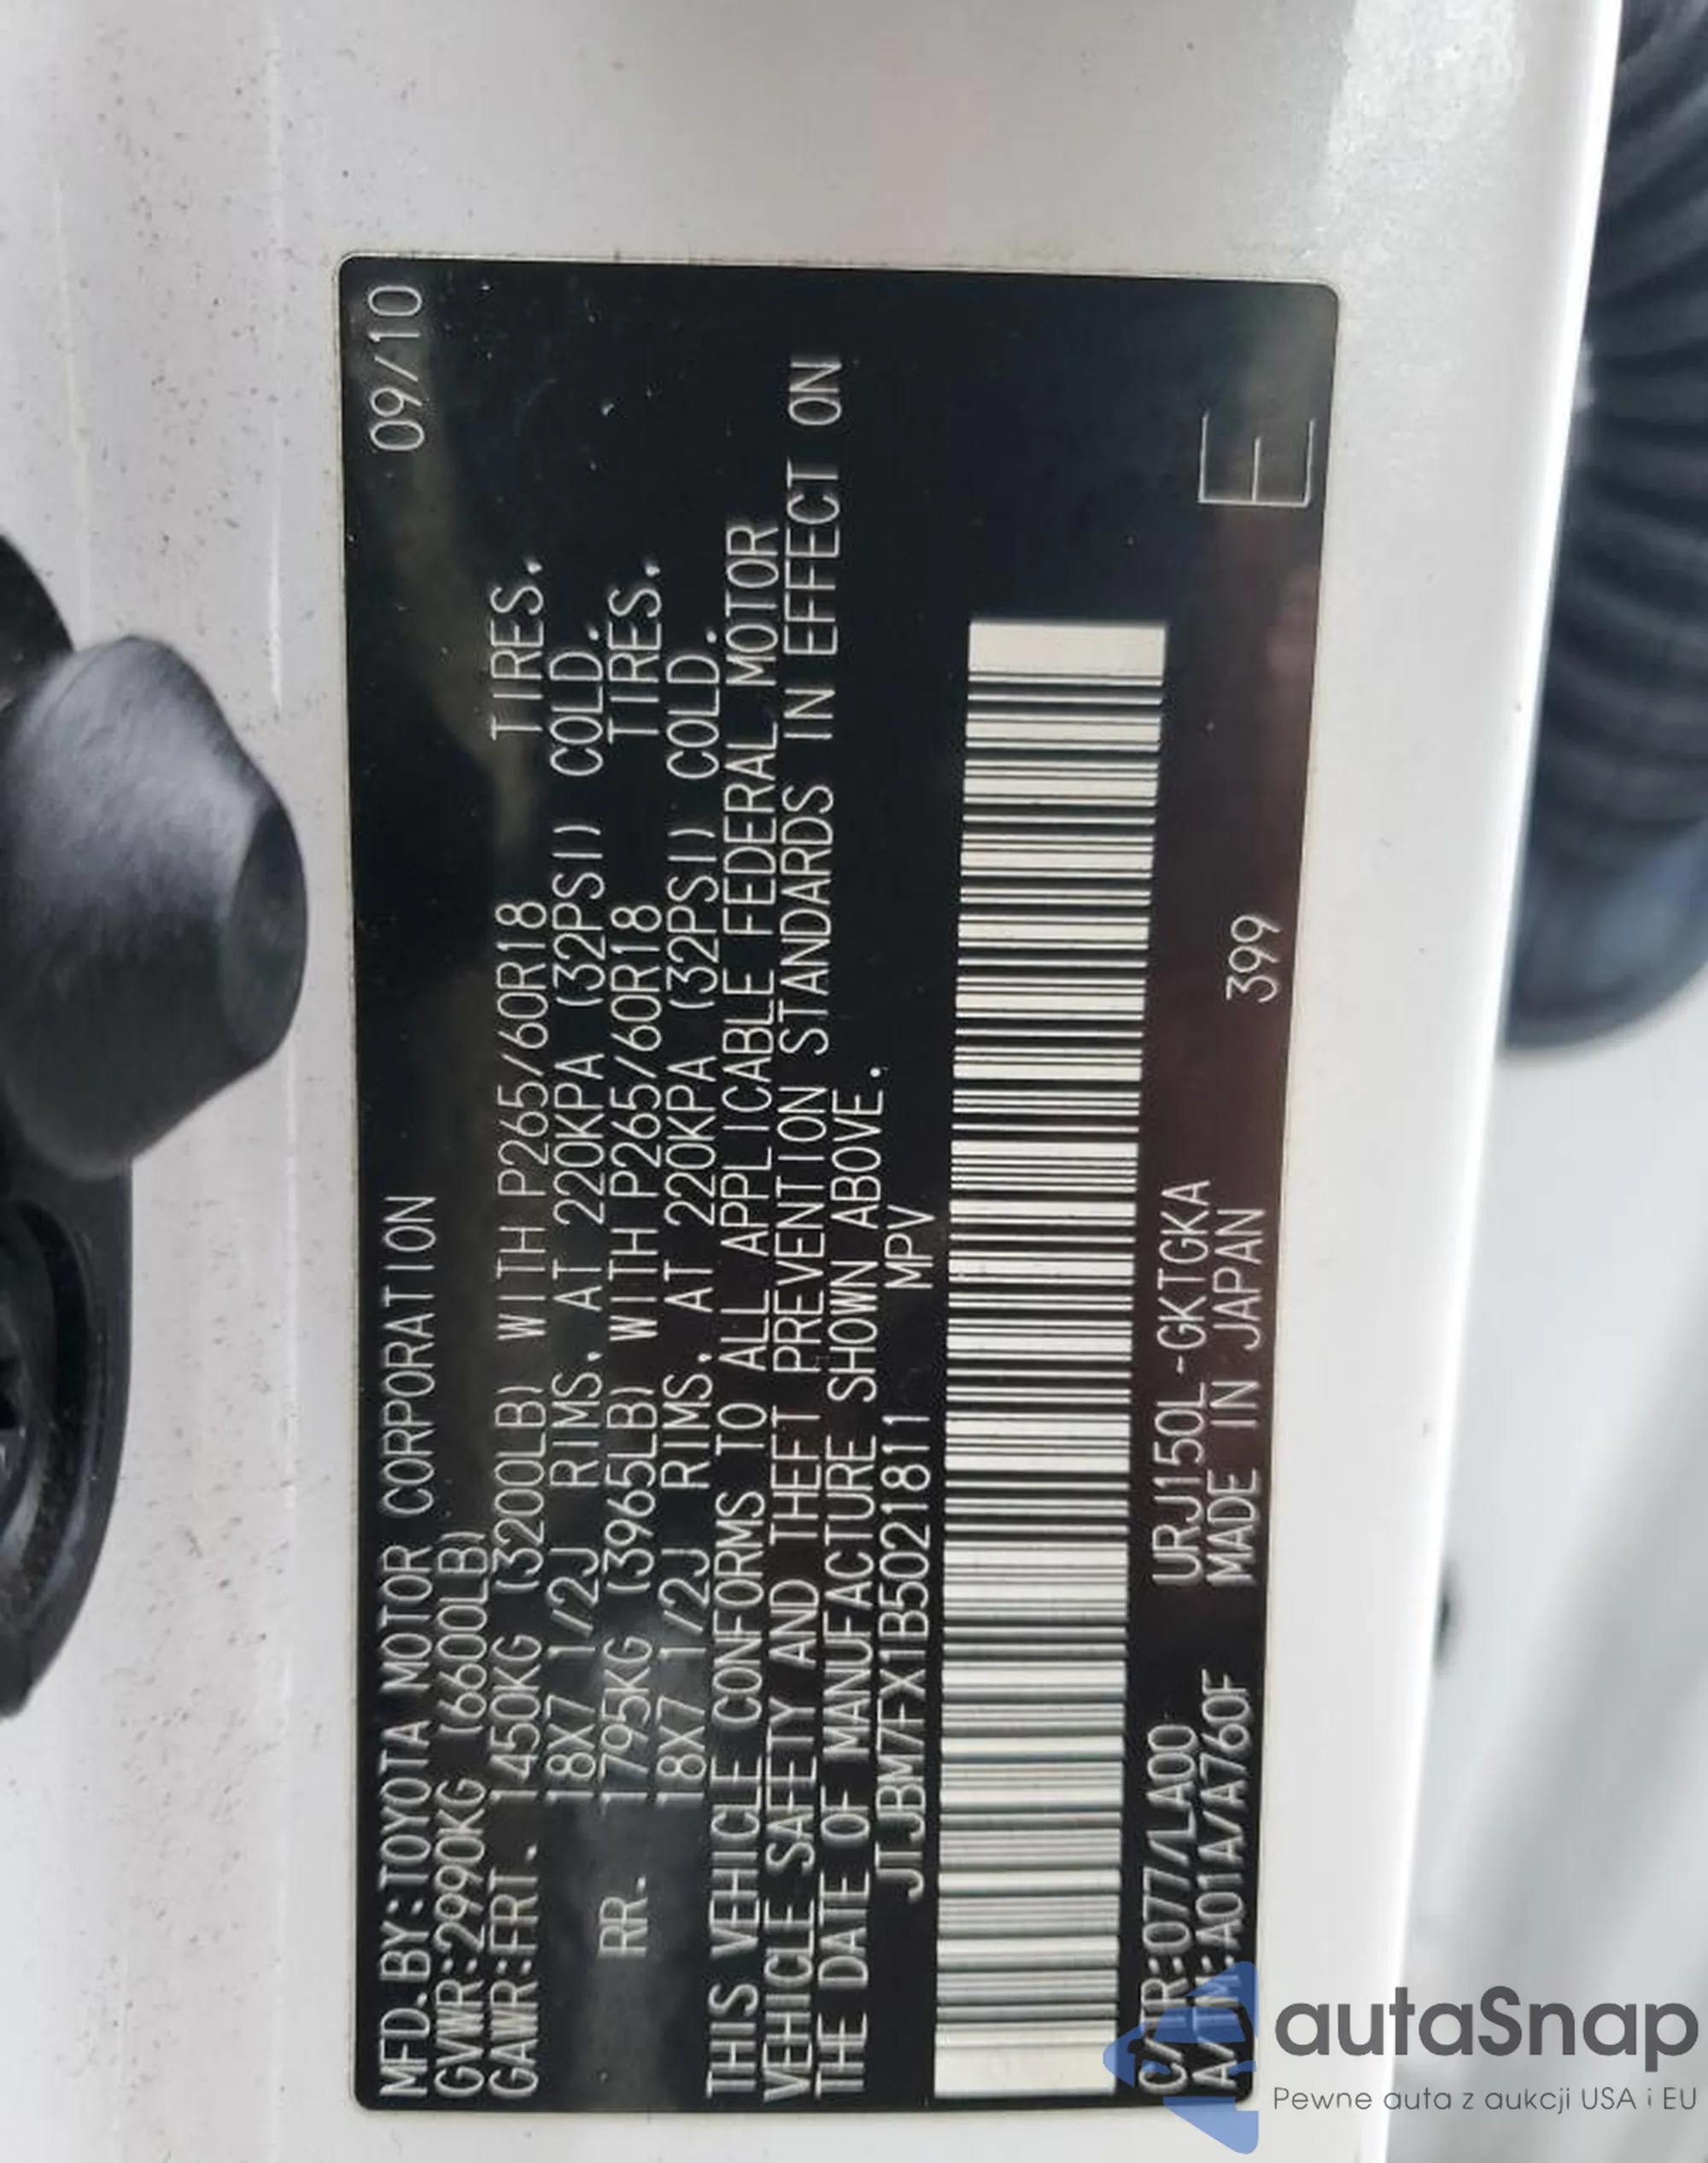 MFD.BY:TOYOTA MOTOR CORPORATION 09/10
GVWR:2990KG (6600LB)
GAWR:FRT. 1450KG (3200LB) WITH P265/60R18 TIRES.
18X7 1/2J RIMS. AT 220KPA (32PSI) COLD.
RR. 1795KG (3965LB) WITH P265/60R18 TIRES.
18X7 1/2J RIMS. AT 220KPA (32PSI) COLD.
THIS VEHICLE CONFORMS TO ALL APPLICABLE FEDERAL MOTOR
VEHICLE SAFETY AND THEFT PREVENTION STANDARDS IN EFFECT ON
THE DATE OF MANUFACTURE SHOWN ABOVE.
JTJBM7FX1B5021811 MPV
C/TR:077/LA00 URJ150L-GKTGKA
A/TM:A01A/A760F MADE IN JAPAN 399 E
autaSnap
Pewne auta z aukcji USA i EU